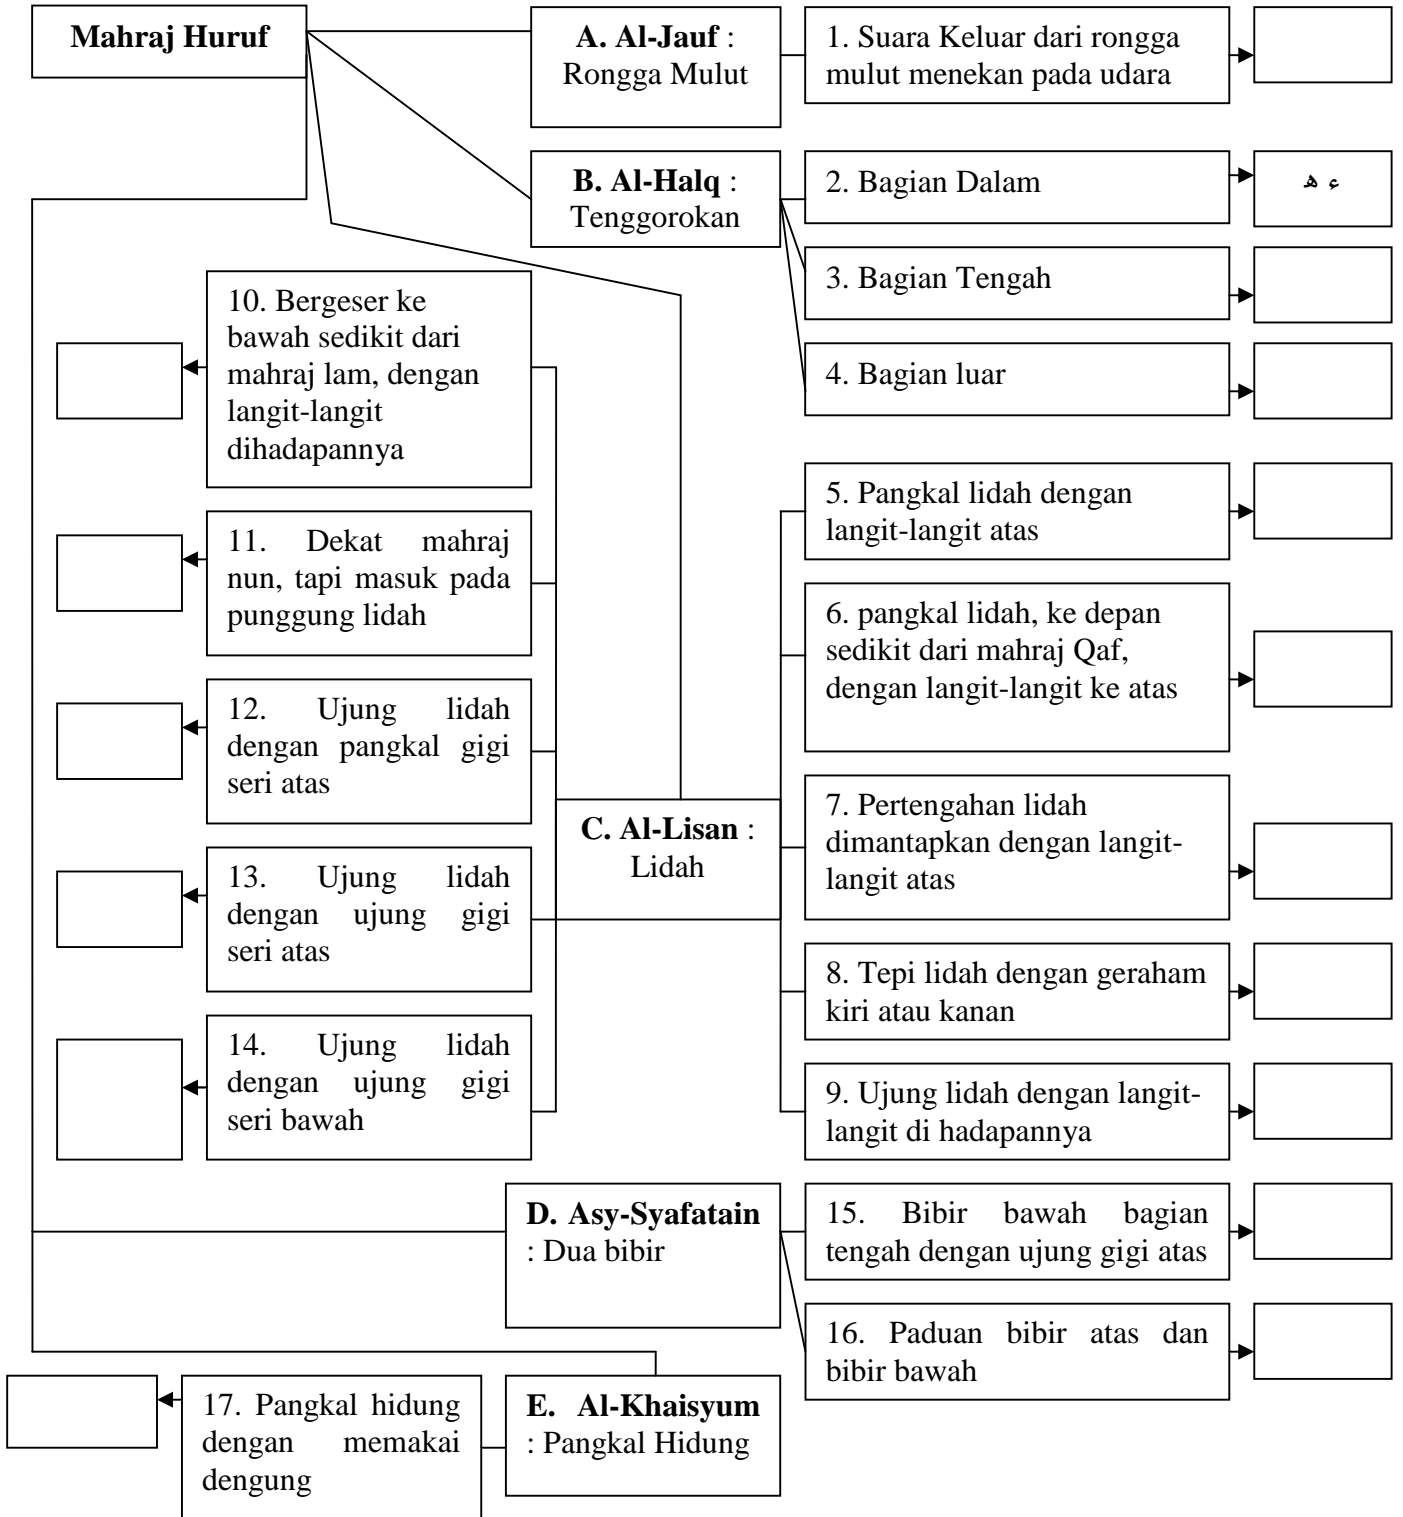 Mahraj Huruf
A. Al-Jauf :
Rongga Mulut
1. Suara Keluar dari rongga
mulut menekan pada udara
B. Al-Halq :
Tenggorokan
2. Bagian Dalam
ء ﻫ
3. Bagian Tengah
4. Bagian luar
C. Al-Lisan :
Lidah
5. Pangkal lidah dengan
langit-langit atas
6. pangkal lidah, ke depan
sedikit dari mahraj Qaf,
dengan langit-langit ke atas
7. Pertengahan lidah
dimantapkan dengan langit-
langit atas
8. Tepi lidah dengan geraham
kiri atau kanan
9. Ujung lidah dengan langit-
langit di hadapannya
10. Bergeser ke
bawah sedikit dari
mahraj lam, dengan
langit-langit
dihadapannya
11. Dekat mahraj
nun, tapi masuk pada
punggung lidah
12. Ujung lidah
dengan pangkal gigi
seri atas
13. Ujung lidah
dengan ujung gigi
seri atas
14. Ujung lidah
dengan ujung gigi
seri bawah
D. Asy-Syafatain
: Dua bibir
15. Bibir bawah bagian
tengah dengan ujung gigi atas
16. Paduan bibir atas dan
bibir bawah
E. Al-Khaisyum
: Pangkal Hidung
17. Pangkal hidung
dengan memakai
dengung